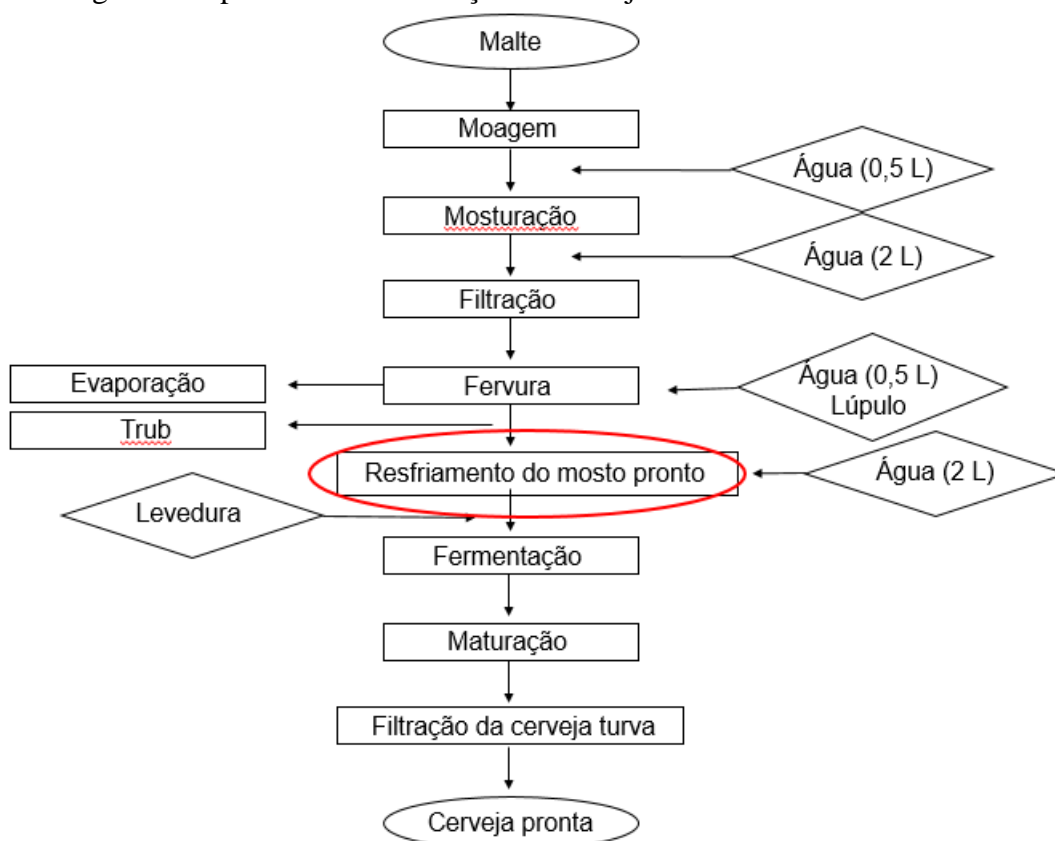 Malte
Moagem
Água (0,5 L)
Mosturação
Água (2 L)
Filtração
Evaporação
Fervura
Água (0,5 L)
Lúpulo
Trub
Resfriamento do mosto pronto
Água (2 L)
Levedura
Fermentação
Maturação
Filtração da cerveja turva
Cerveja pronta